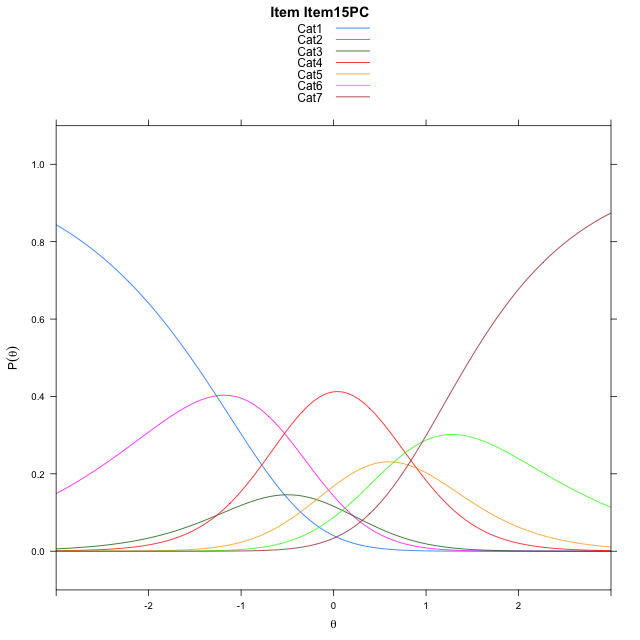 Item Item15PC
Cat1
Cat2
Cat3
Cat4
Cat5
Cat6
Cat7
1.0
0.8
0.6
0.4
0.2
0.0
P(θ)
-2 -1 0 1 2
θ